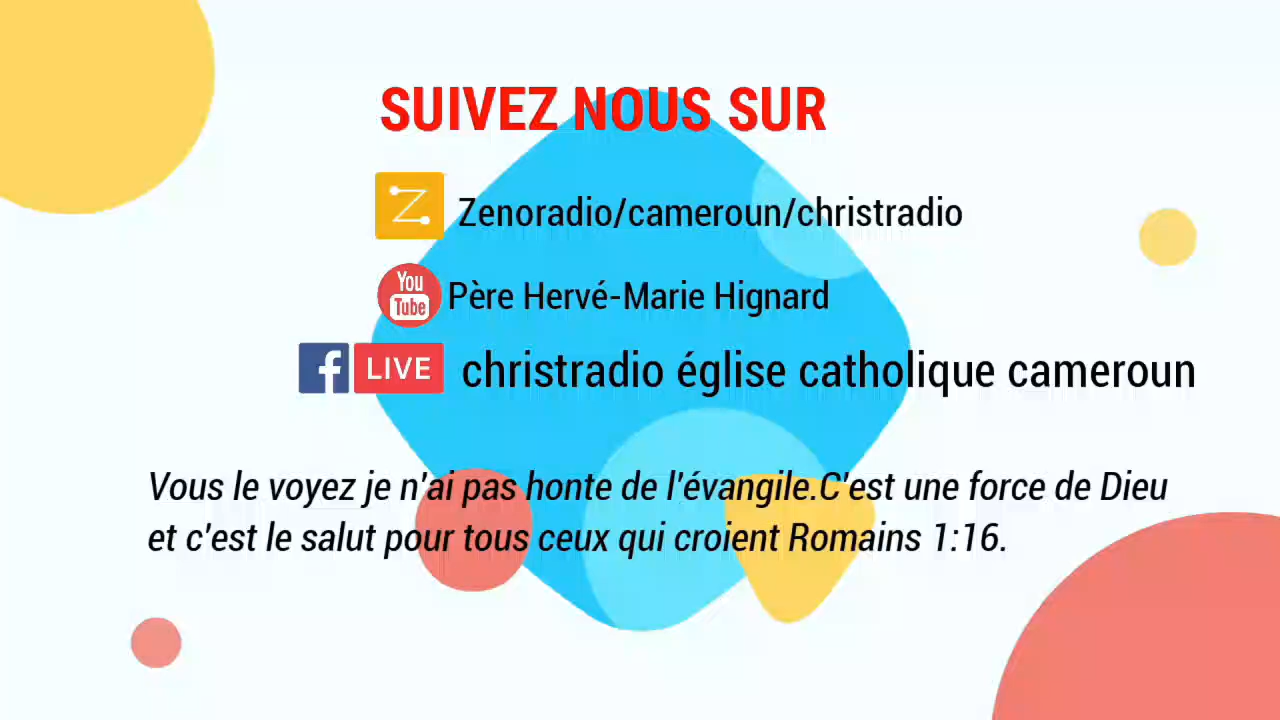 SUIVEZ NOUS SUR
Zenoradio/cameroun/christradio
You
Tube
Père Hervé-Marie Hignard
f LIVE
christradio église catholique cameroun
Vous le voyez je n'ai pas honte de l'évangile.C'est une force de Dieu
et c'est le salut pour tous ceux qui croient Romains 1:16.